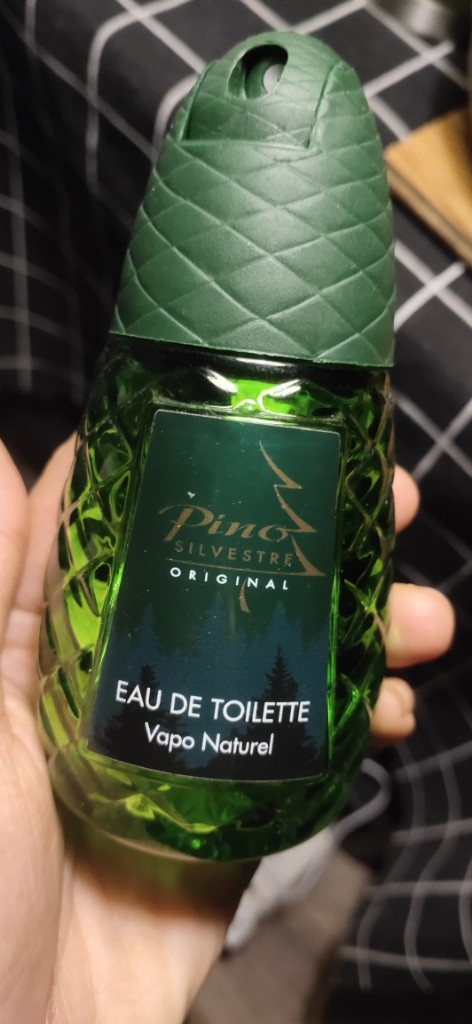 Pino
SILVESTRE
ORIGINAL
EAU DE TOILETTE
Vapo Naturel